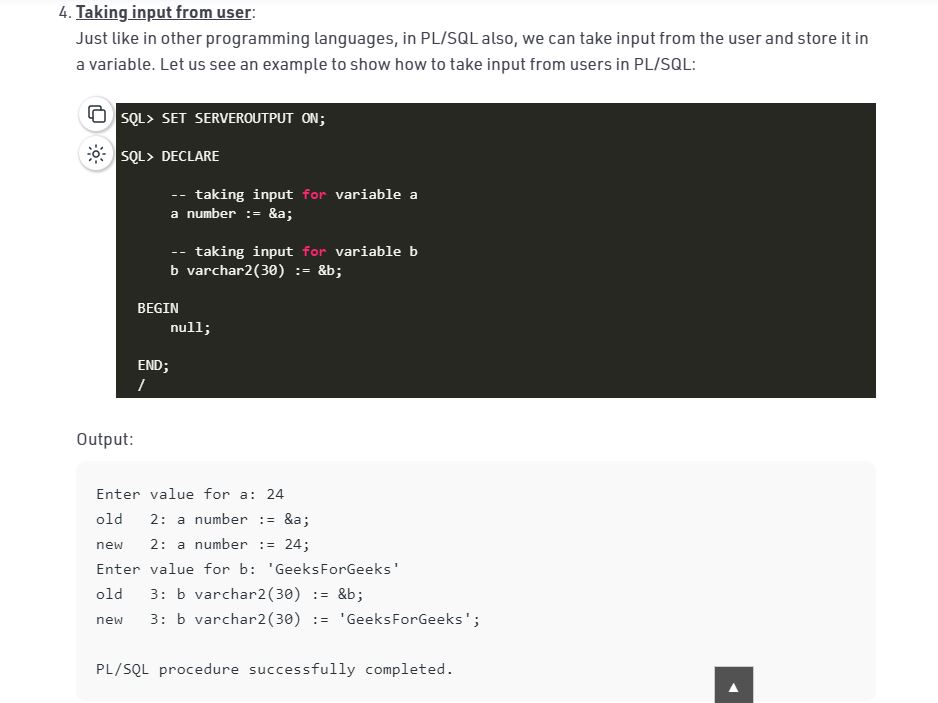 4. Taking input from user:
Just like in other programming languages, in PL/SQL also, we can take input from the user and store it in
a variable. Let us see an example to show how to take input from users in PL/SQL:
SQL> SET SERVEROUTPUT ON;
SQL> DECLARE
-- taking input for variable a
a number := &a;
-- taking input for variable b
b varchar2(30) := &b;
BEGIN
null;
END;
/
Output:
Enter value for a: 24
old   2: a number := &a;
new   2: a number := 24;
Enter value for b: 'GeeksForGeeks'
old   3: b varchar2(30) := &b;
new   3: b varchar2(30) := 'GeeksForGeeks';
PL/SQL procedure successfully completed.